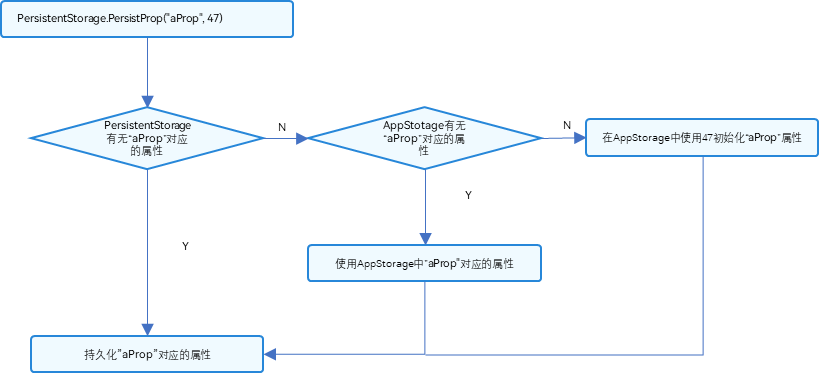 PersistentStorage.PersistProp("aProp", 47)
PersistentStorage
有无"aProp"对应
的属性
N
AppStotage有无
"aProp"对应的属
性
N
在AppStorage中使用47初始化"aProp"属性
Y
Y
使用AppStorage中"aProp"对应的属性
持久化"aProp"对应的属性